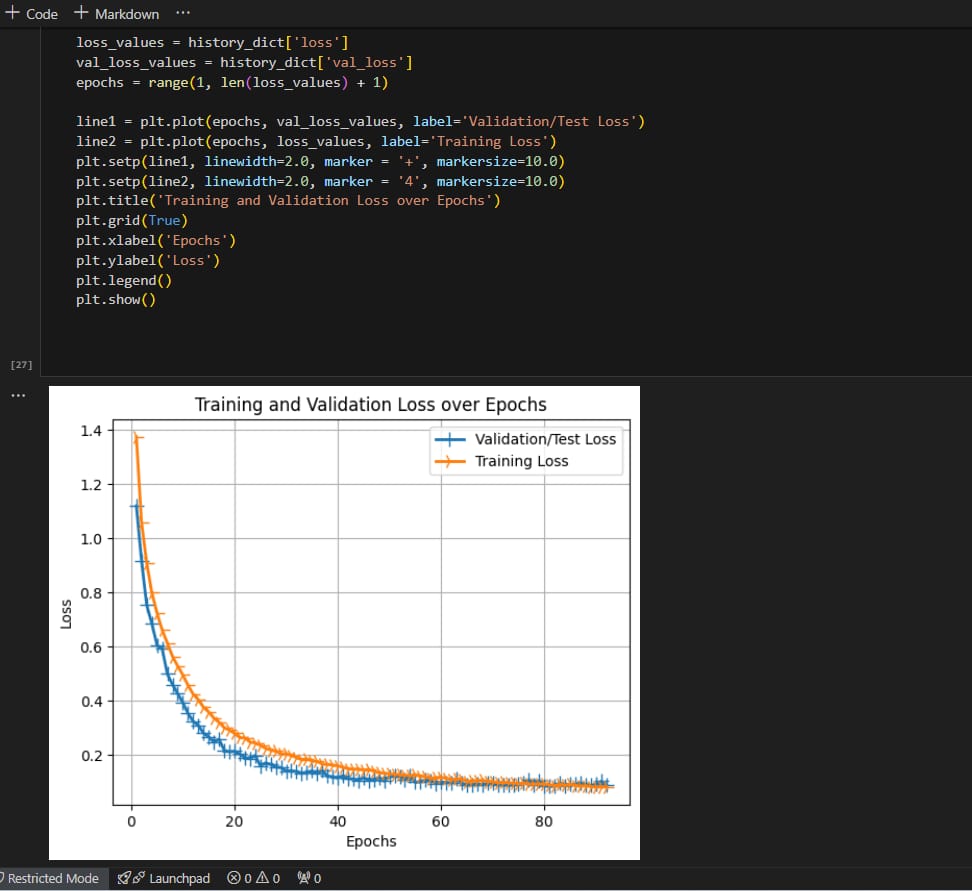 + Code + Markdown ...
loss_values = history_dict['loss']
val_loss_values = history_dict['val_loss']
epochs = range(1, len(loss_values) + 1)
line1 = plt.plot(epochs, val_loss_values, label='Validation/Test Loss')
line2 = plt.plot(epochs, loss_values, label='Training Loss')
plt.setp(line1, linewidth=2.0, marker = '+', markersize=10.0)
plt.setp(line2, linewidth=2.0, marker = '4', markersize=10.0)
plt.title('Training and Validation Loss over Epochs')
plt.grid(True)
plt.xlabel('Epochs')
plt.ylabel('Loss')
plt.legend()
plt.show()
[27]
...
Training and Validation Loss over Epochs
Validation/Test Loss
Training Loss
1.4
1.2
1.0
0.8
0.6
0.4
0.2
Loss
0 20 40 60 80
Epochs
Restricted Mode Launchpad 0 0 0